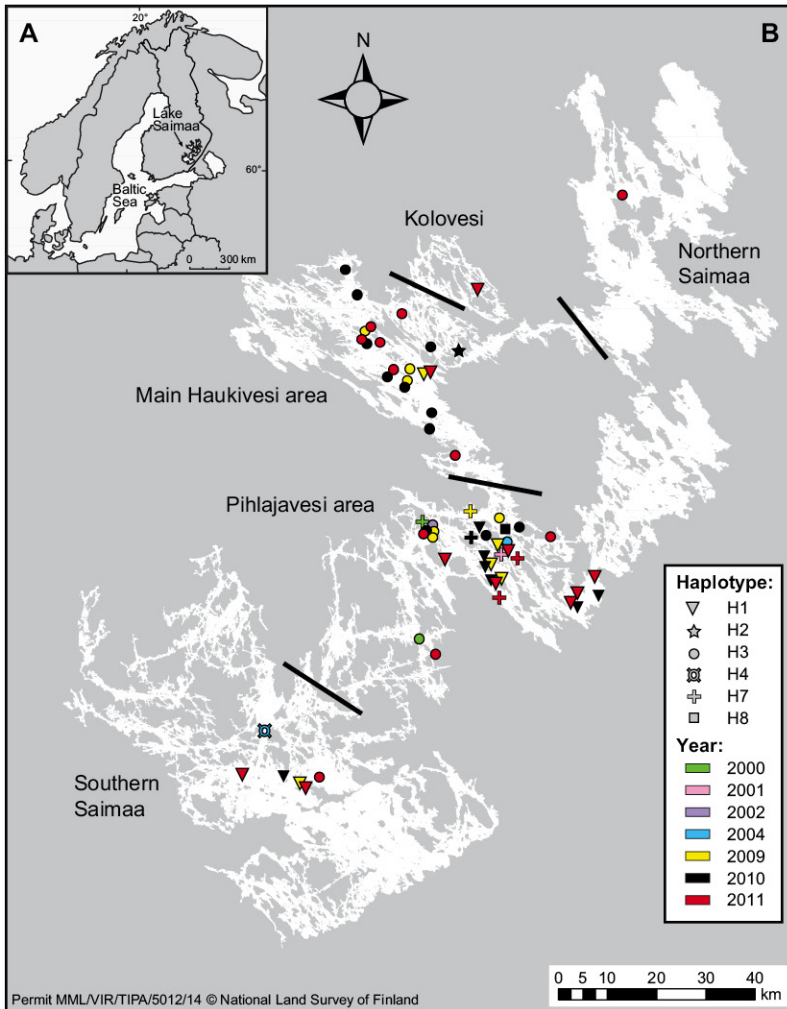 A
20°
Lake
Saimaa
60°
Baltic
Sea
0 300 km
N
B
Kolovesi
Northern
Saimaa
Main Haukivesi area
Pihlajavesi area
Southern
Saimaa
Haplotype:
H1
H2
H3
H4
H7
H8
Year:
2000
2001
2002
2004
2009
2010
2011
0 5 10 20 30 40
km
Permit MML/VIR/TIPA/5012/14 © National Land Survey of Finland